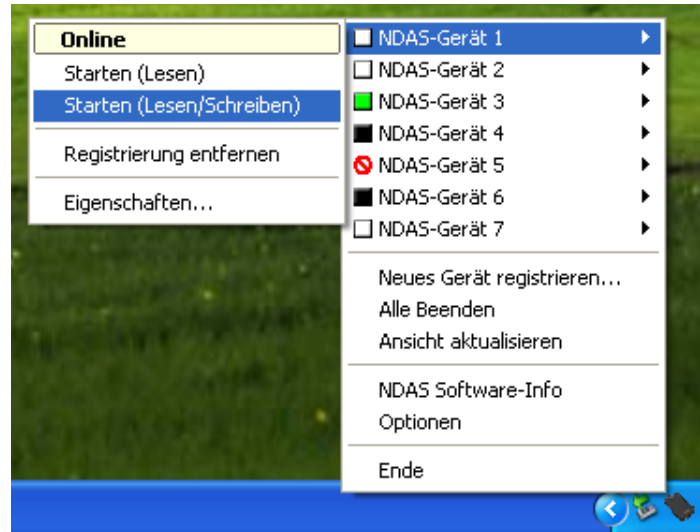 Online
Starten (Lesen)
Starten (Lesen/Schreiben)
Registrierung entfernen
Eigenschaften...
NDAS-Gerät 1
NDAS-Gerät 2
NDAS-Gerät 3
NDAS-Gerät 4
NDAS-Gerät 5
NDAS-Gerät 6
NDAS-Gerät 7
Neues Gerät registrieren...
Alle Beenden
Ansicht aktualisieren
NDAS Software-Info
Optionen
Ende